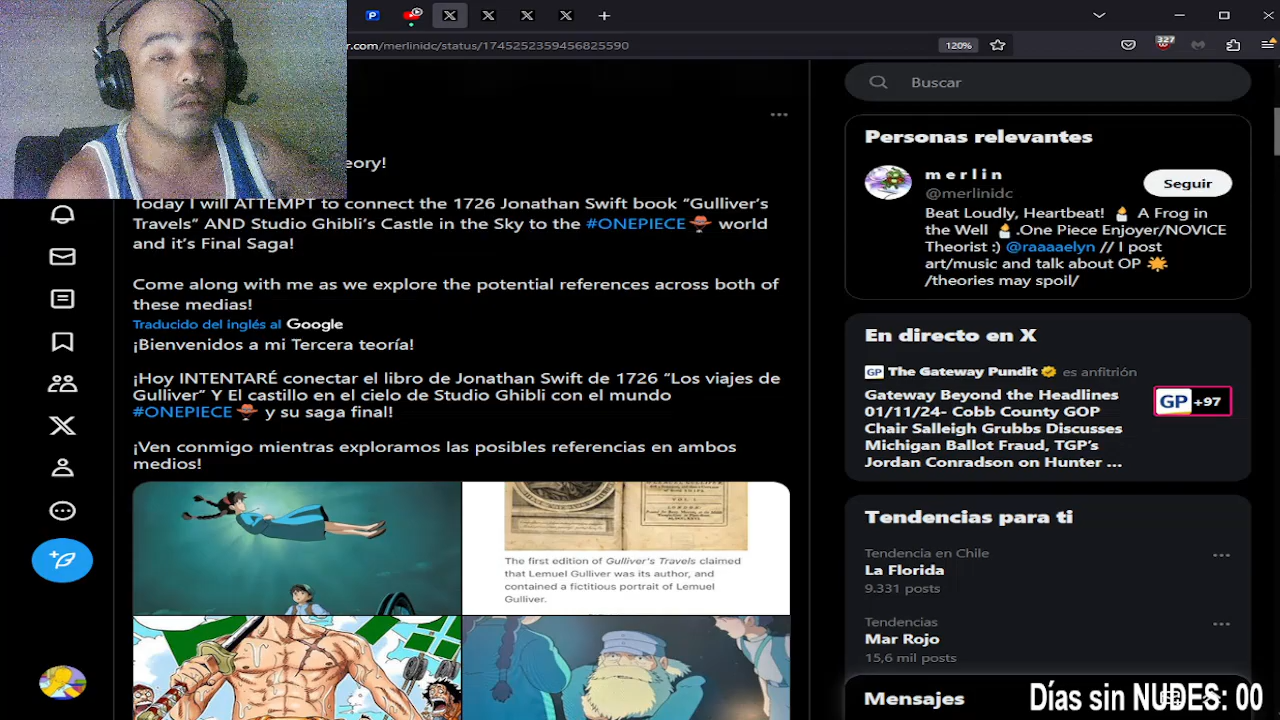 r.com/merlinidc/status/1745252359456825590
120%
327
eory!
Today I will ATTEMPT to connect the 1726 Jonathan Swift book “Gulliver’s
Travels” AND Studio Ghibli’s Castle in the Sky to the #ONEPIECE world
and it’s Final Saga!
Come along with me as we explore the potential references across both of
these medias!
Traducido del inglés al Google
¡Bienvenidos a mi Tercera teoría!
¡Hoy INTENTARÉ conectar el libro de Jonathan Swift de 1726 “Los viajes de
Gulliver” Y El castillo en el cielo de Studio Ghibli con el mundo
#ONEPIECE y su saga final!
¡Ven conmigo mientras exploramos las posibles referencias en ambos
medios!
The first edition of Gulliver's Travels claimed
that Lemuel Gulliver was its author, and
contained a fictitious portrait of Lemuel
Gulliver.
Buscar
Personas relevantes
m e r l i n
@merlinidc
Seguir
Beat Loudly, Heartbeat! A Frog in
the Well .One Piece Enjoyer/NOVICE
Theorist :) @raaaaelyn // I post
art/music and talk about OP
/theories may spoil/
En directo en X
GP The Gateway Pundit es anfitrión
Gateway Beyond the Headlines
01/11/24- Cobb County GOP
Chair Salleigh Grubbs Discusses
Michigan Ballot Fraud, TGP’s
Jordan Conradson on Hunter ...
GP +97
Tendencias para ti
Tendencia en Chile
La Florida
9.331 posts
Tendencias
Mar Rojo
15,6 mil posts
Mensajes
Días sin NUDES: 00